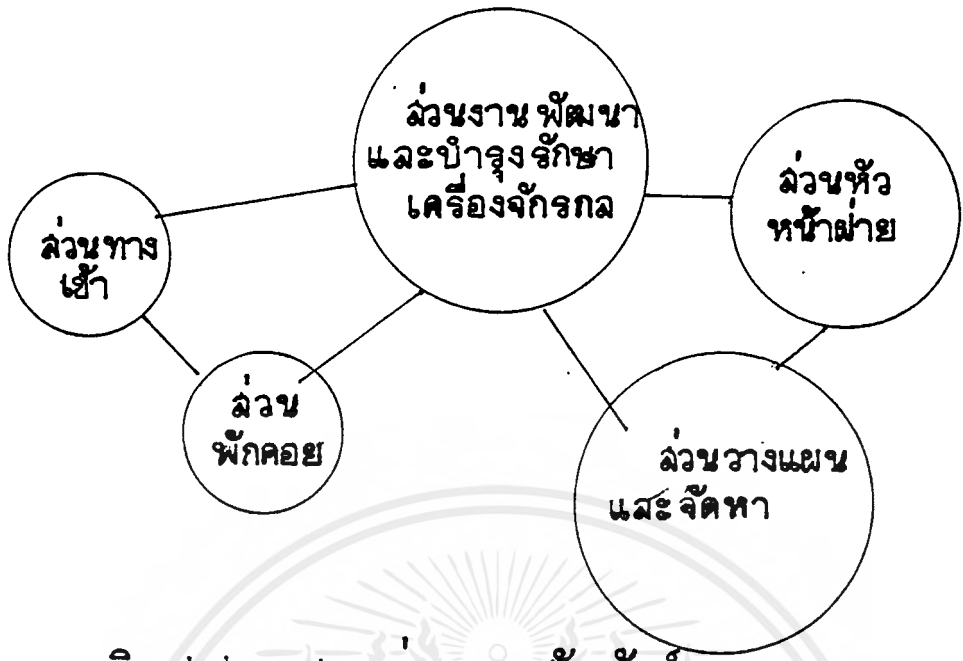 ส่วนงานพัฒนา
และบำรุงรักษา
เครื่องจักรกล
ส่วนหัว
หน้าฝ่าย
ส่วนทาง
เข้า
ส่วน
พักคอย
ส่วนวางแผน
และจัดหา